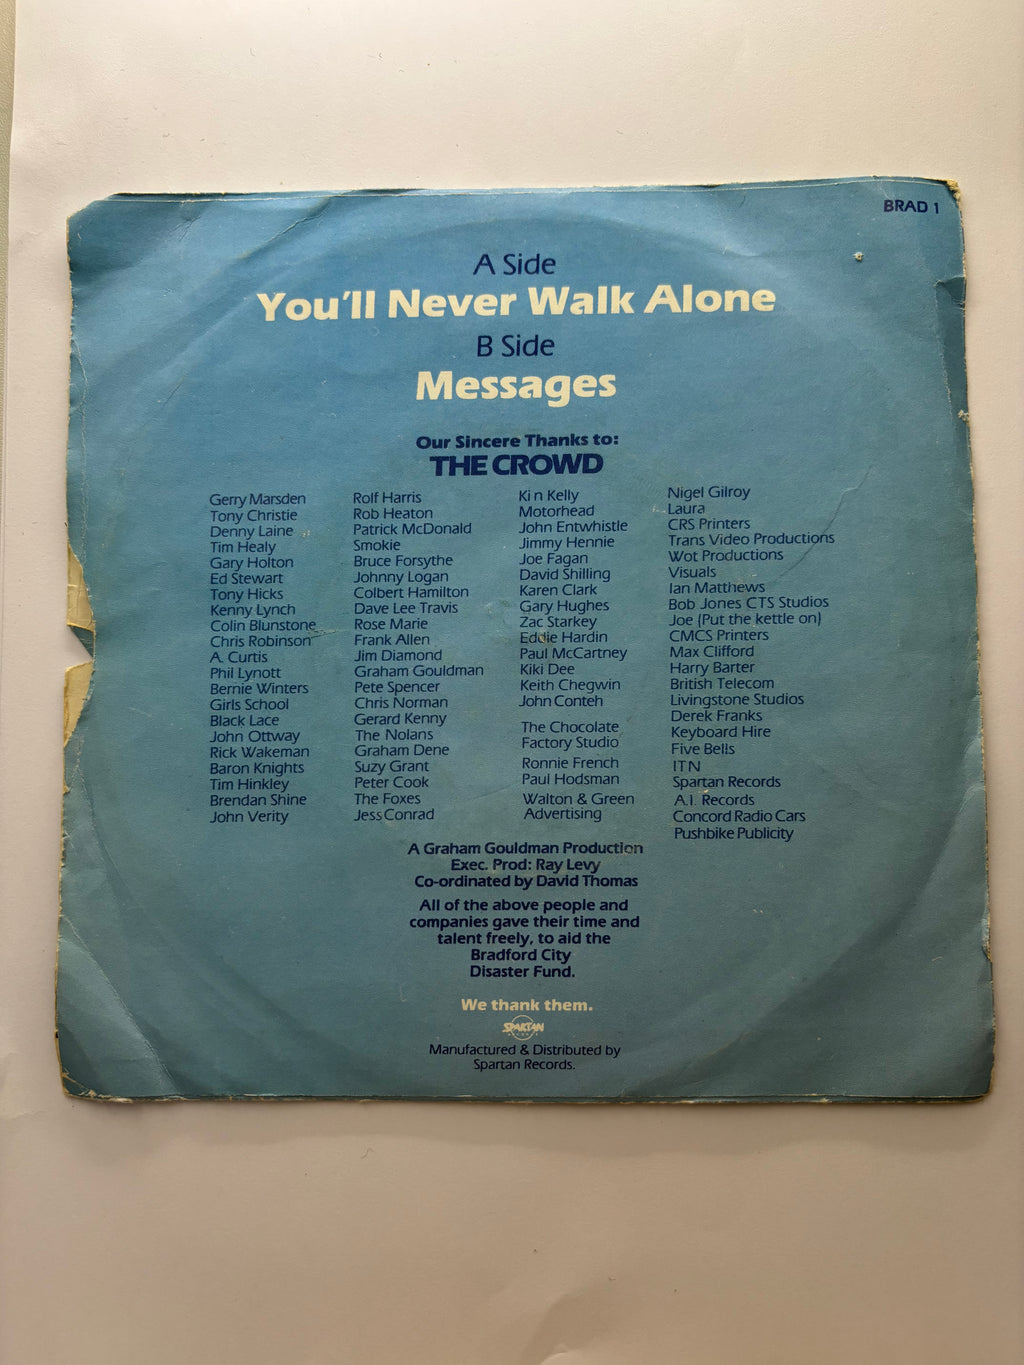 BRAD 1
A Side
You'll Never Walk Alone
B Side
Messages
Our Sincere Thanks to:
THE CROWD
Gerry Marsden
Tony Christie
Denny Laine
Tim Healy
Gary Holton
Ed Stewart
Tony Hicks
Kenny Lynch
Colin Blunstone
Chris Robinson
A. Curtis
Phil Lynott
Bernie Winters
Girls School
Black Lace
John Ottway
Rick Wakeman
Baron Knights
Tim Hinkley
Brendan Shine
John Verity
Rolf Harris
Rob Heaton
Patrick McDonald
Smokie
Bruce Forsythe
Johnny Logan
Colbert Hamilton
Dave Lee Travis
Rose Marie
Frank Allen
Jim Diamond
Graham Gouldman
Pete Spencer
Chris Norman
Gerard Kenny
The Nolans
Graham Dene
Suzy Grant
Peter Cook
The Foxes
Jess Conrad
Ki n Kelly
Motorhead
John Entwhistle
Jimmy Hennie
Joe Fagan
David Shilling
Karen Clark
Gary Hughes
Zac Starkey
Eddie Hardin
Paul McCartney
Kiki Dee
Keith Chegwin
John Conteh
The Chocolate
Factory Studio
Ronnie French
Paul Hodsman
Walton & Green
Advertising
Nigel Gilroy
Laura
CRS Printers
Trans Video Productions
Wot Productions
Visuals
Ian Matthews
Bob Jones CTS Studios
Joe (Put the kettle on)
CMCS Printers
Max Clifford
Harry Barter
British Telecom
Livingstone Studios
Derek Franks
Keyboard Hire
Five Bells
ITN
Spartan Records
A.I. Records
Concord Radio Cars
Pushbike Publicity
A Graham Gouldman Production
Exec. Prod: Ray Levy
Co-ordinated by David Thomas
All of the above people and
companies gave their time and
talent freely, to aid the
Bradford City
Disaster Fund.
We thank them.
SPARTAN
RECORDS
Manufactured & Distributed by
Spartan Records.